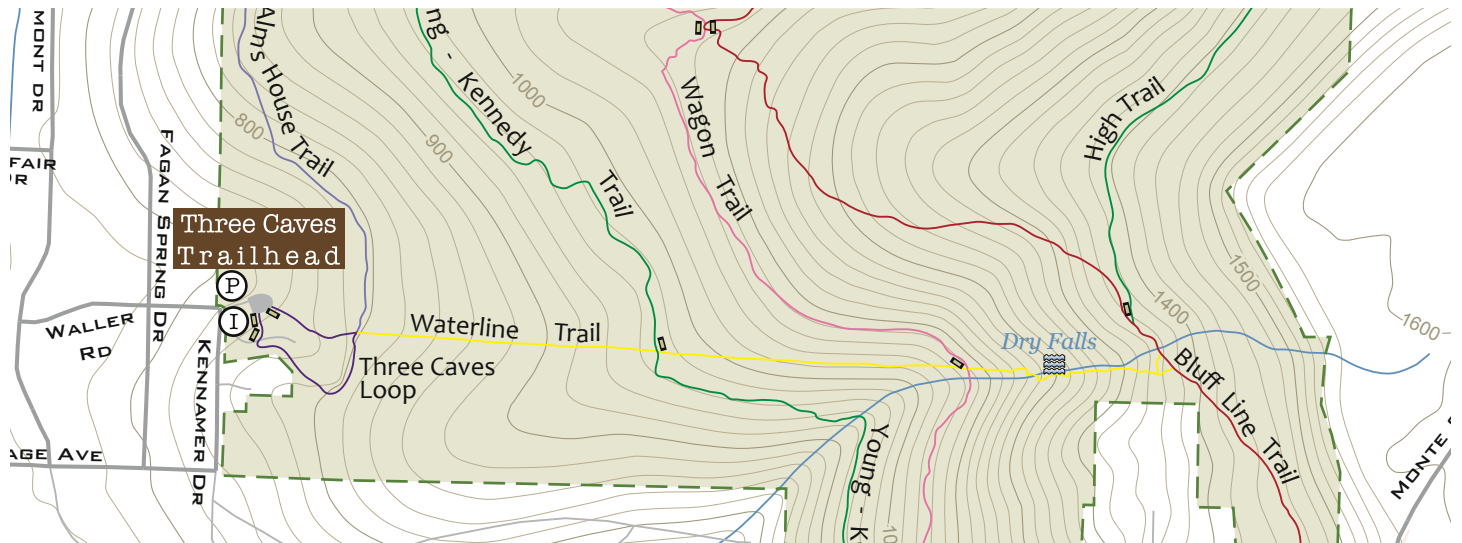 MONT DR
FAIR
FAGAN SPRING DR
Alms House Trail
800
ng - Kennedy Trail
900
1000
Wagon Trail
High Trail
Three Caves
Trailhead
P
I
WALLER
RD
KENNAMER DR
AGE AVE
Waterline Trail
Three Caves
Loop
Dry Falls
1400
1500
1600
Bluff Line Trail
Young - K
10
MONTE